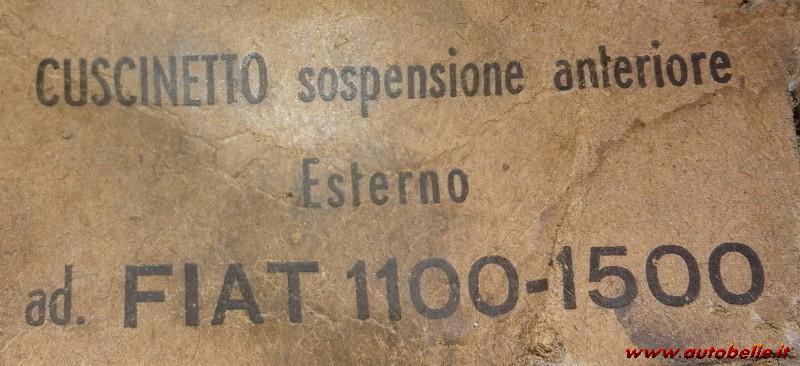 CUSCINETTO sospensione anteriore
Esterno
ad. FIAT 1100-1500
www.autobelle.it